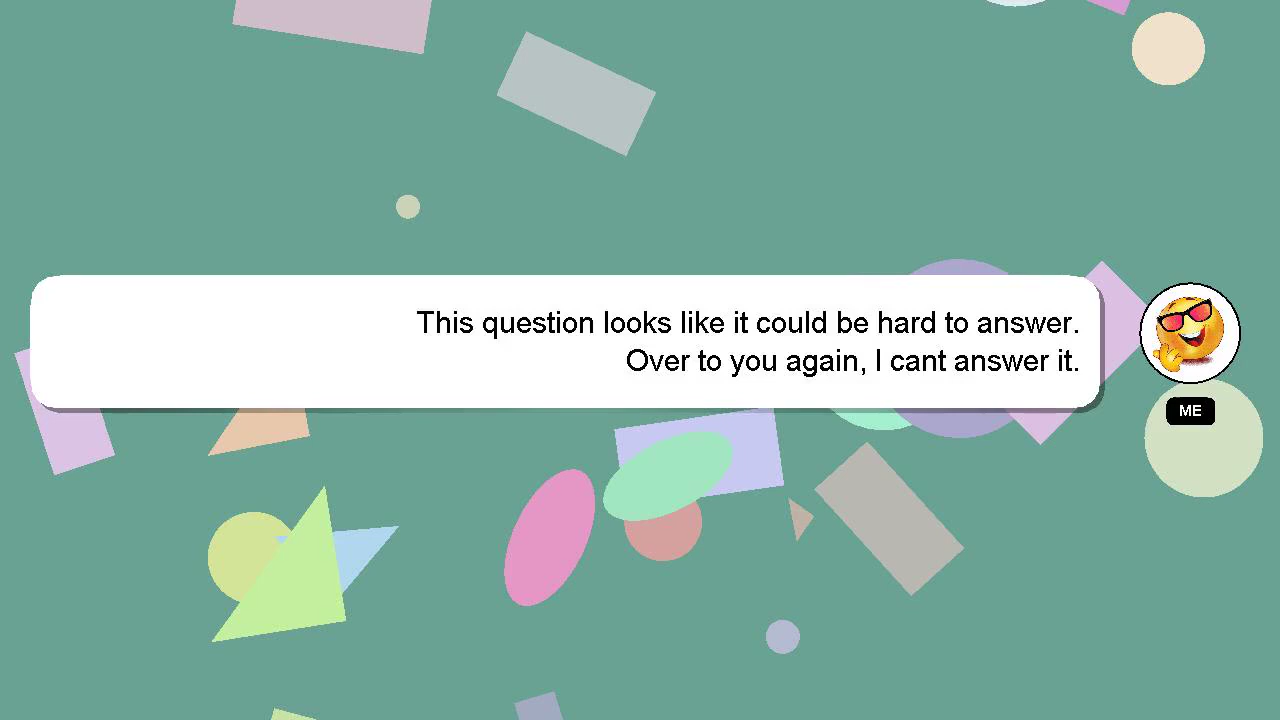 This question looks like it could be hard to answer.
Over to you again, I cant answer it.
ME